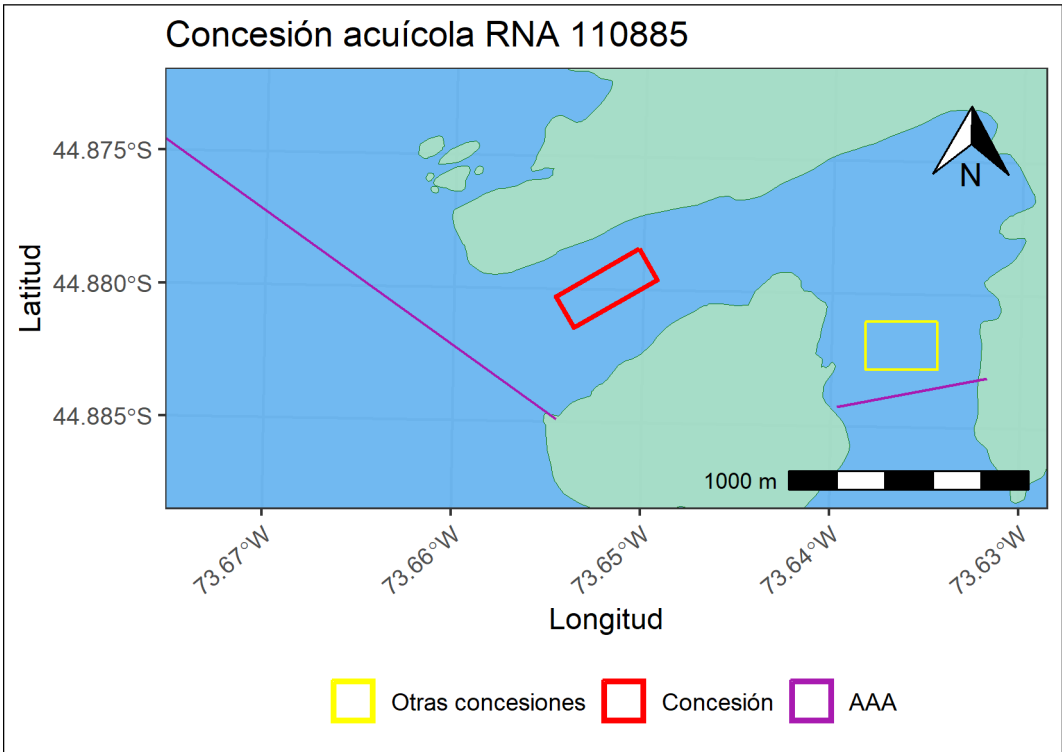 Concesión acuícola RNA 110885
44.875°S
44.880°S
44.885°S
Latitud
N
1000 m
73.67°W
73.66°W
73.65°W
73.64°W
73.63°W
Longitud
Otras concesiones
Concesión
AAA